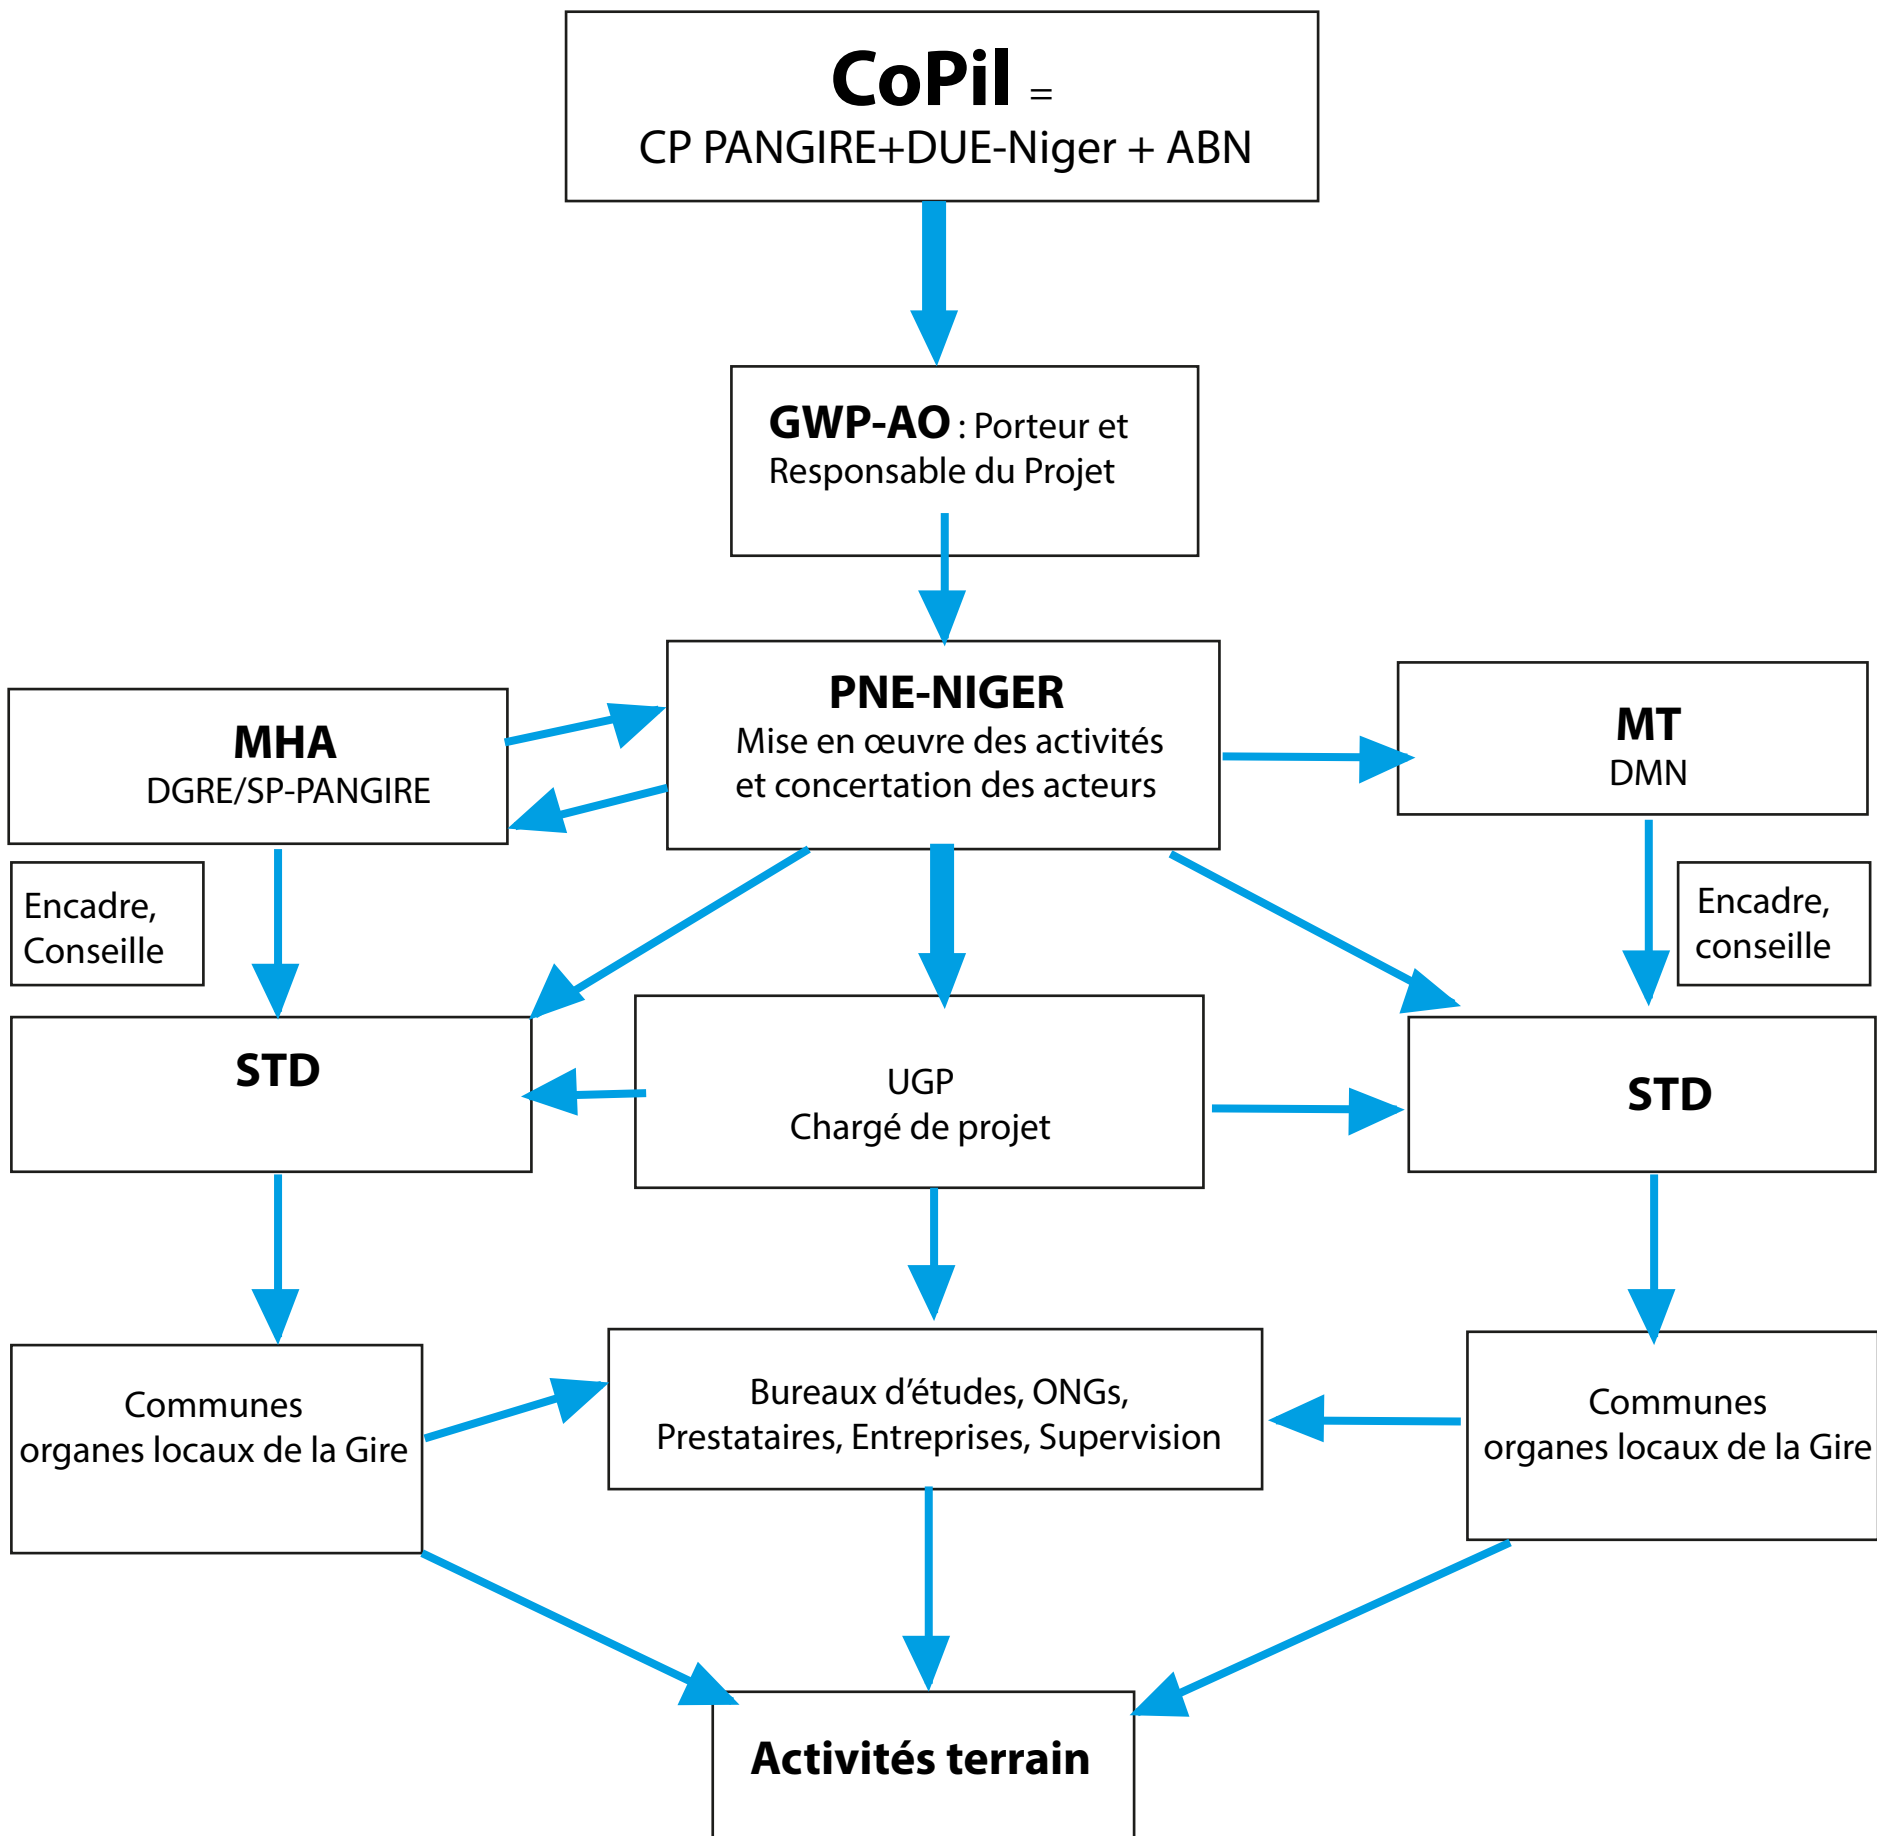 CoPil =
CP PANGIRE+DUE-Niger + ABN
GWP-AO : Porteur et
Responsable du Projet
PNE-NIGER
Mise en œuvre des activités
et concertation des acteurs
MHA
DGRE/SP-PANGIRE
MT
DMN
Encadre,
Conseille
Encadre,
conseille
STD
UGP
Chargé de projet
STD
Communes
organes locaux de la Gire
Bureaux d’études, ONGs,
Prestataires, Entreprises, Supervision
Communes
organes locaux de la Gire
Activités terrain